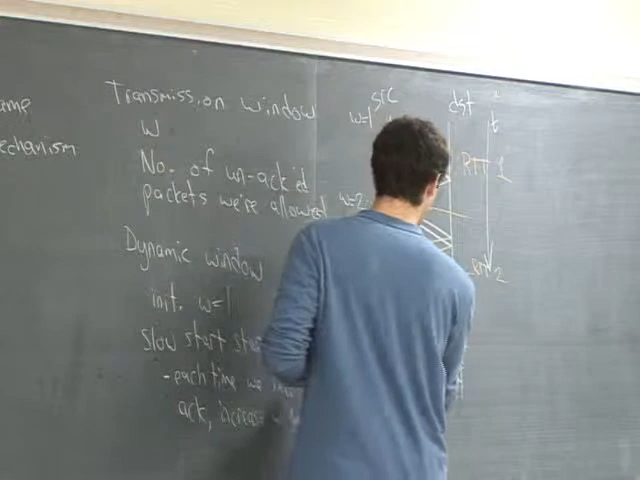 amp
echanism
Transmission window
w
No. of un-ack'ed
packets we're allowed
Dynamic window
init. w=1
Slow start
-each time we
ack, increase
src
dst
w=1
w=2
t
RTT 1
2